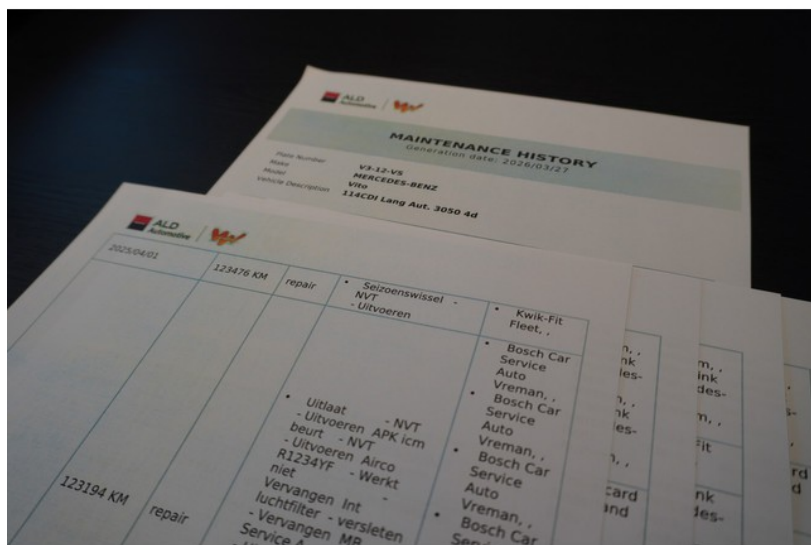 ALD
Automotive
MAINTENANCE HISTORY
Generation date: 2026/03/27
Plate Number V3-12-VS
Make MERCEDES-BENZ
Model Vito
Vehicle Description 114CDI Lang Aut. 3050 4d
ALD
Automotive
2025/04/01
123476 KM
repair
• Seizoenswissel -
NVT
- Uitvoeren
• Kwik-Fit
Fleet, ,
123194 KM
repair
• Uitlaat - NVT
- Uitvoeren APK icm
beurt - NVT
- Uitvoeren Airco
R1234YF - Werkt
niet -
Vervangen Int
luchtfilter - versleten
- Vervangen MB
Service A
• Bosch Car
Service
Auto
Vreman, ,
• Bosch Car
Service
Auto
Vreman, ,
• Bosch Car
Service
Auto
Vreman, ,
• Bosch Car